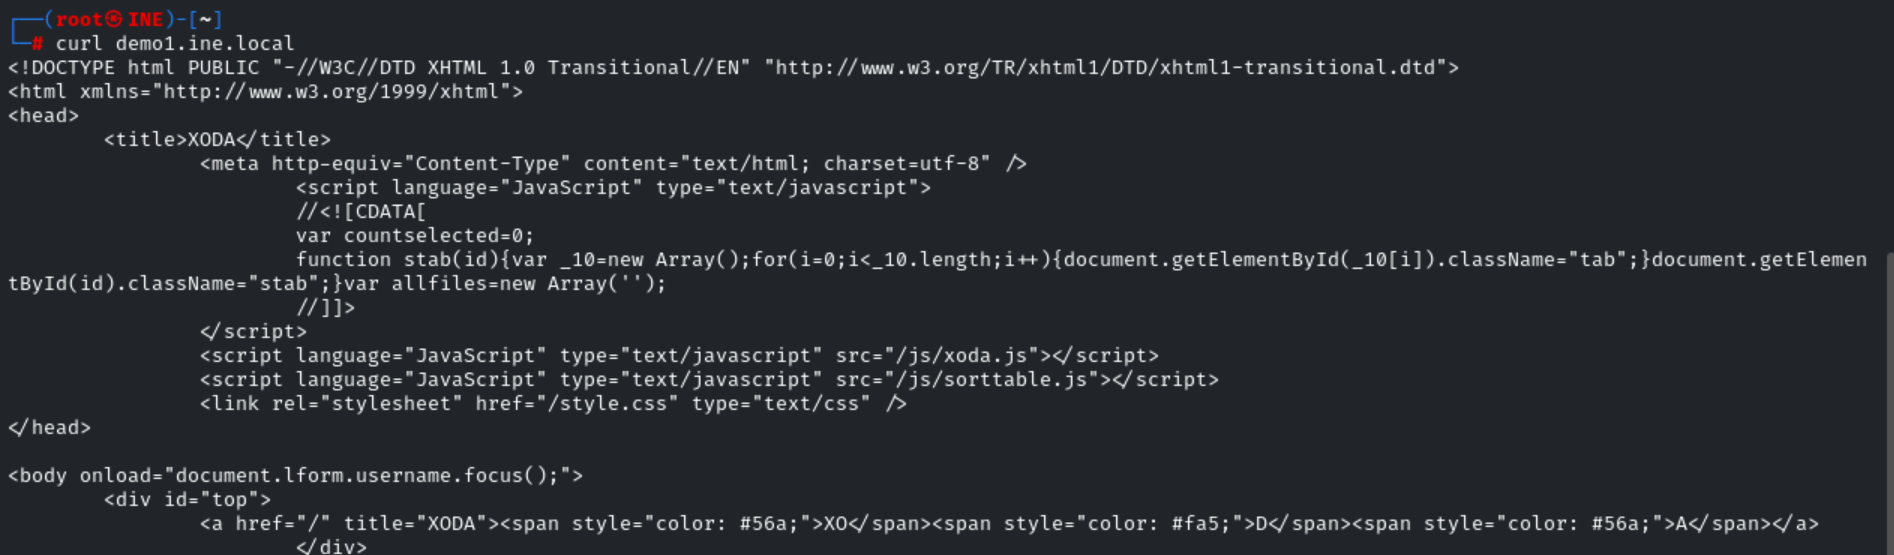 ┌──(root㉿INE)-[~]
└─# curl demo1.ine.local
<!DOCTYPE html PUBLIC "-//W3C//DTD XHTML 1.0 Transitional//EN" "http://www.w3.org/TR/xhtml1/DTD/xhtml1-transitional.dtd">
<html xmlns="http://www.w3.org/1999/xhtml">
<head>
        <title>XODA</title>
                <meta http-equiv="Content-Type" content="text/html; charset=utf-8" />
                        <script language="JavaScript" type="text/javascript">
                        //<![CDATA[
                        var countselected=0;
                        function stab(id){var _10=new Array();for(i=0;i<_10.length;i++){document.getElementById(_10[i]).className="tab";}document.getElemen
tById(id).className="stab";}var allfiles=new Array('');
                        //]]>
                </script>
                <script language="JavaScript" type="text/javascript" src="/js/xoda.js"></script>
                <script language="JavaScript" type="text/javascript" src="/js/sorttable.js"></script>
                <link rel="stylesheet" href="/style.css" type="text/css" />
</head>
<body onload="document.lform.username.focus();">
        <div id="top">
                <a href="/" title="XODA"><span style="color: #56a;">XO</span><span style="color: #fa5;">D</span><span style="color: #56a;">A</span></a>
                        </div>